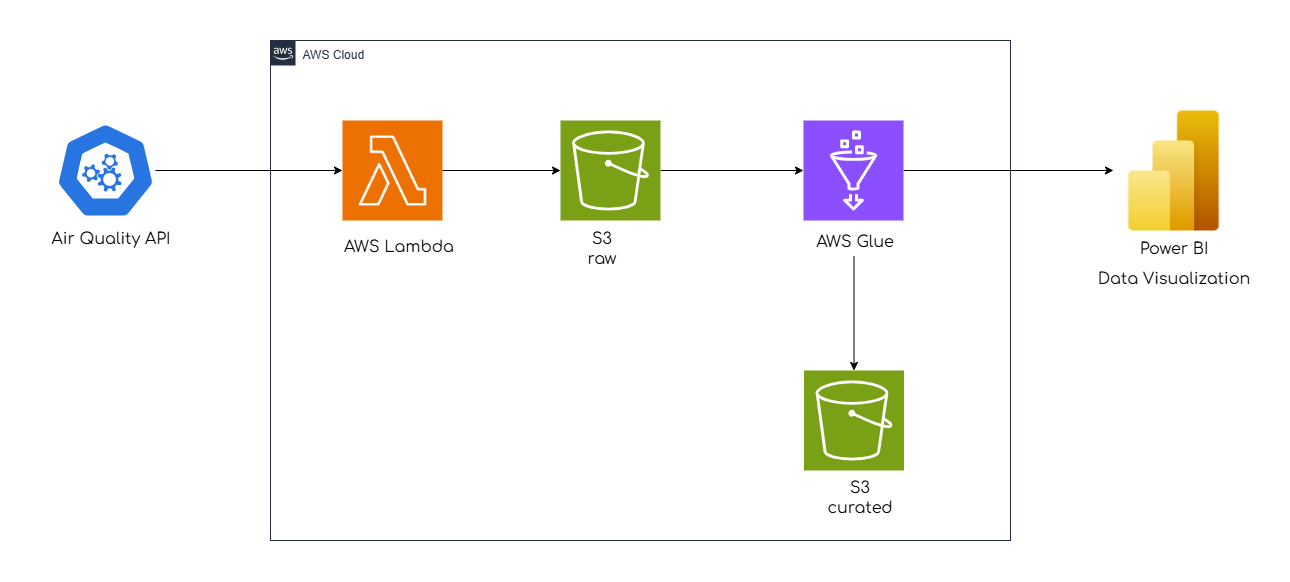 aws
AWS Cloud
Air Quality API
AWS Lambda
S3
raw
AWS Glue
Power BI
Data Visualization
S3
curated